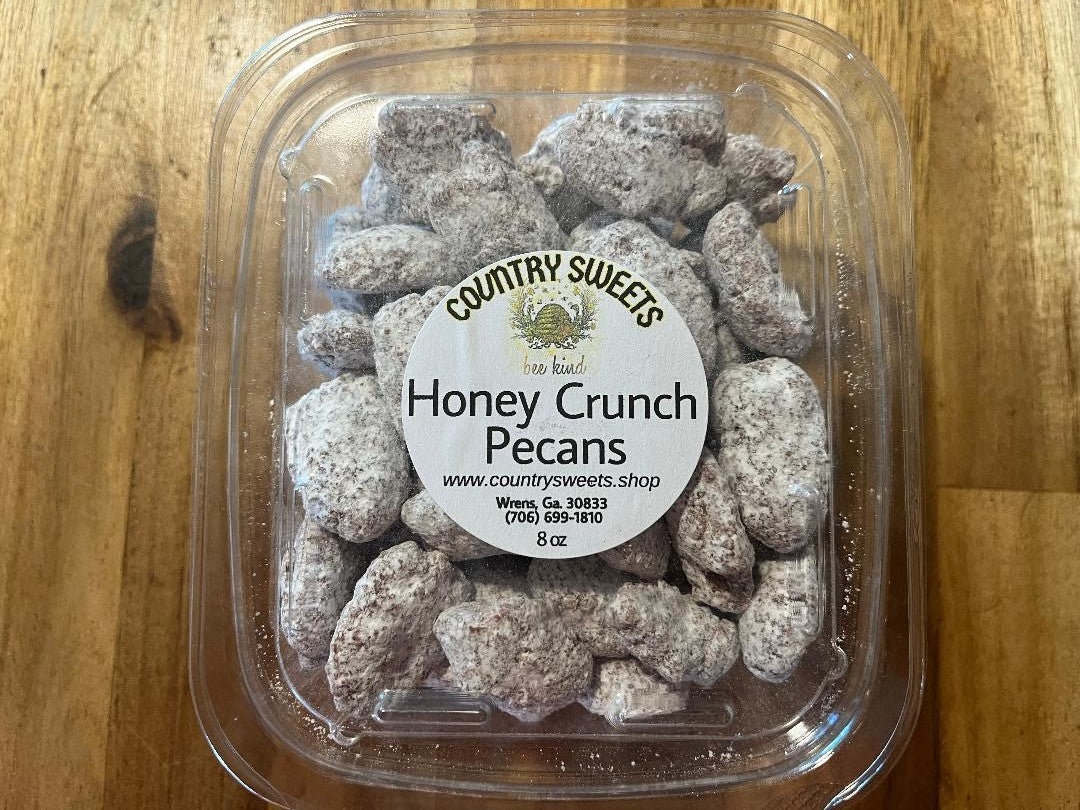 COUNTRY SWEETS
bee kind
Honey Crunch
Pecans
www.countrysweets.shop
Wrens, Ga. 30833
(706) 699-1810
8 oz